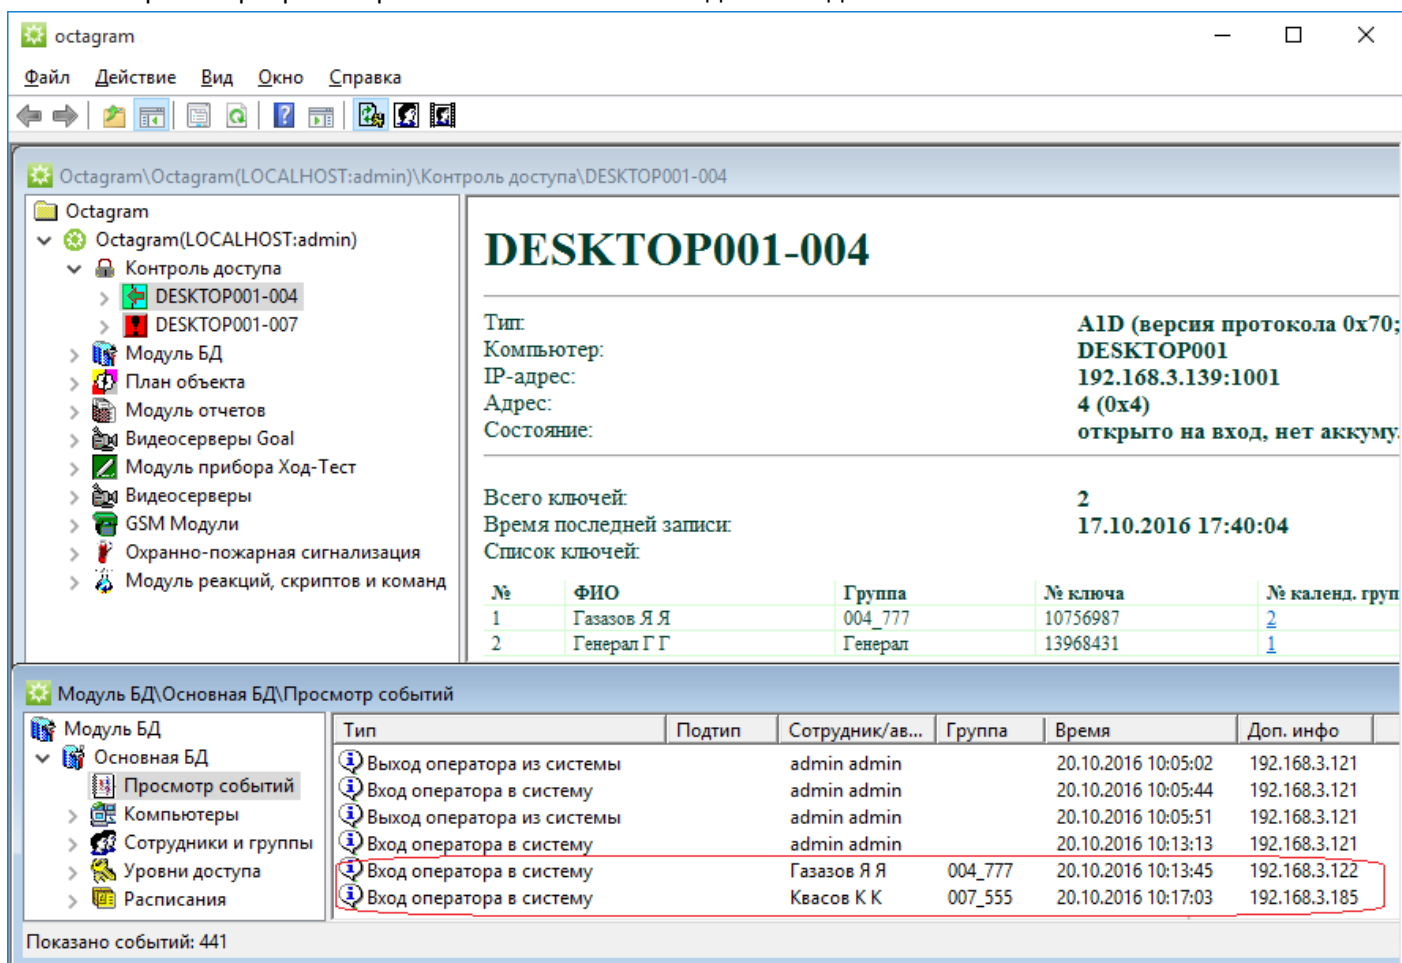 octagram
Файл Действие Вид Окно Справка
Octagram\Octagram(LOCALHOST:admin)\Контроль доступа\DESKTOP001-004
Octagram
Octagram(LOCALHOST:admin)
Контроль доступа
DESKTOP001-004
DESKTOP001-007
Модуль БД
План объекта
Модуль отчетов
Видеосерверы Goal
Модуль прибора Ход-Тест
Видеосерверы
GSM Модули
Охранно-пожарная сигнализация
Модуль реакций, скриптов и команд
DESKTOP001-004
Тип: A1D (версия протокола 0x70;
Компьютер: DESKTOP001
IP-адрес: 192.168.3.139:1001
Адрес: 4 (0x4)
Состояние: открыто на вход, нет аккуму.
Всего ключей: 2
Время последней записи: 17.10.2016 17:40:04
Список ключей:
№ ФИО Группа № ключа № календ. груп
1 Газазов Я Я 004_777 10756987 2
2 Генерал Г Г Генерал 13968431 1
Модуль БД\Основная БД\Просмотр событий
Модуль БД
Основная БД
Просмотр событий
Компьютеры
Сотрудники и группы
Уровни доступа
Расписания
Тип Подтип Сотрудник/ав... Группа Время Доп. инфо
Выход оператора из системы admin admin 20.10.2016 10:05:02 192.168.3.121
Вход оператора в систему admin admin 20.10.2016 10:05:44 192.168.3.121
Выход оператора из системы admin admin 20.10.2016 10:05:51 192.168.3.121
Вход оператора в систему admin admin 20.10.2016 10:13:13 192.168.3.121
Вход оператора в систему Газазов Я Я 004_777 20.10.2016 10:13:45 192.168.3.122
Вход оператора в систему Квасов К К 007_555 20.10.2016 10:17:03 192.168.3.185
Показано событий: 441